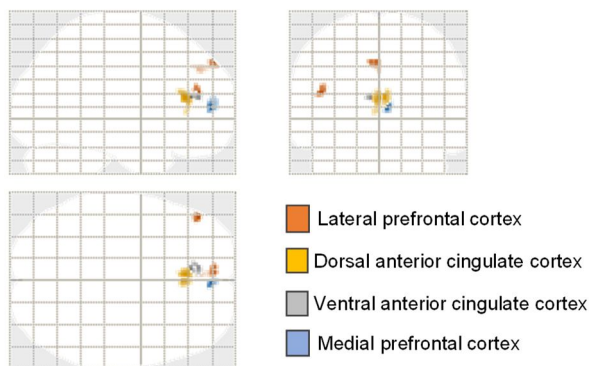 Lateral prefrontal cortex
Dorsal anterior cingulate cortex
Ventral anterior cingulate cortex
Medial prefrontal cortex